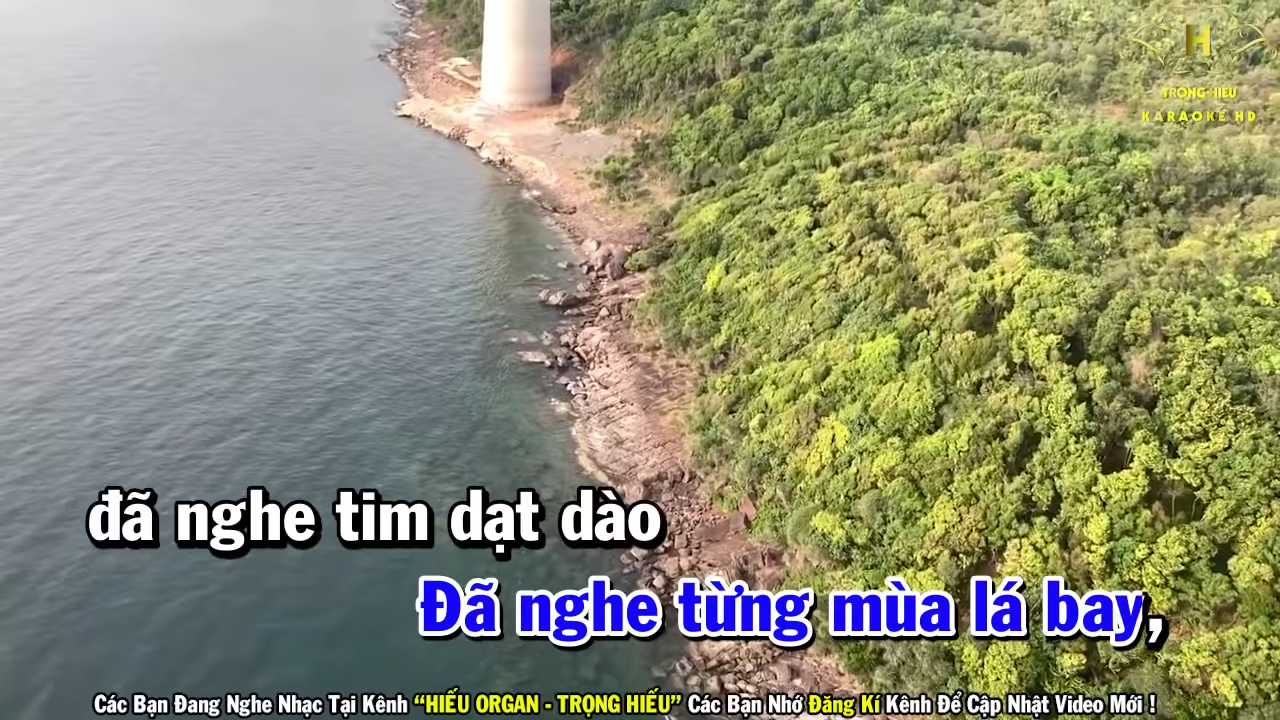 H
TRỌNG HIẾU
KARAOKE HD
đã nghe tim dạt dào
Đã nghe từng mùa lá bay,
Các Bạn Đang Nghe Nhạc Tại Kênh “HIẾU ORGAN - TRỌNG HIẾU” Các Bạn Nhớ Đăng Kí Kênh Để Cập Nhật Video Mới !